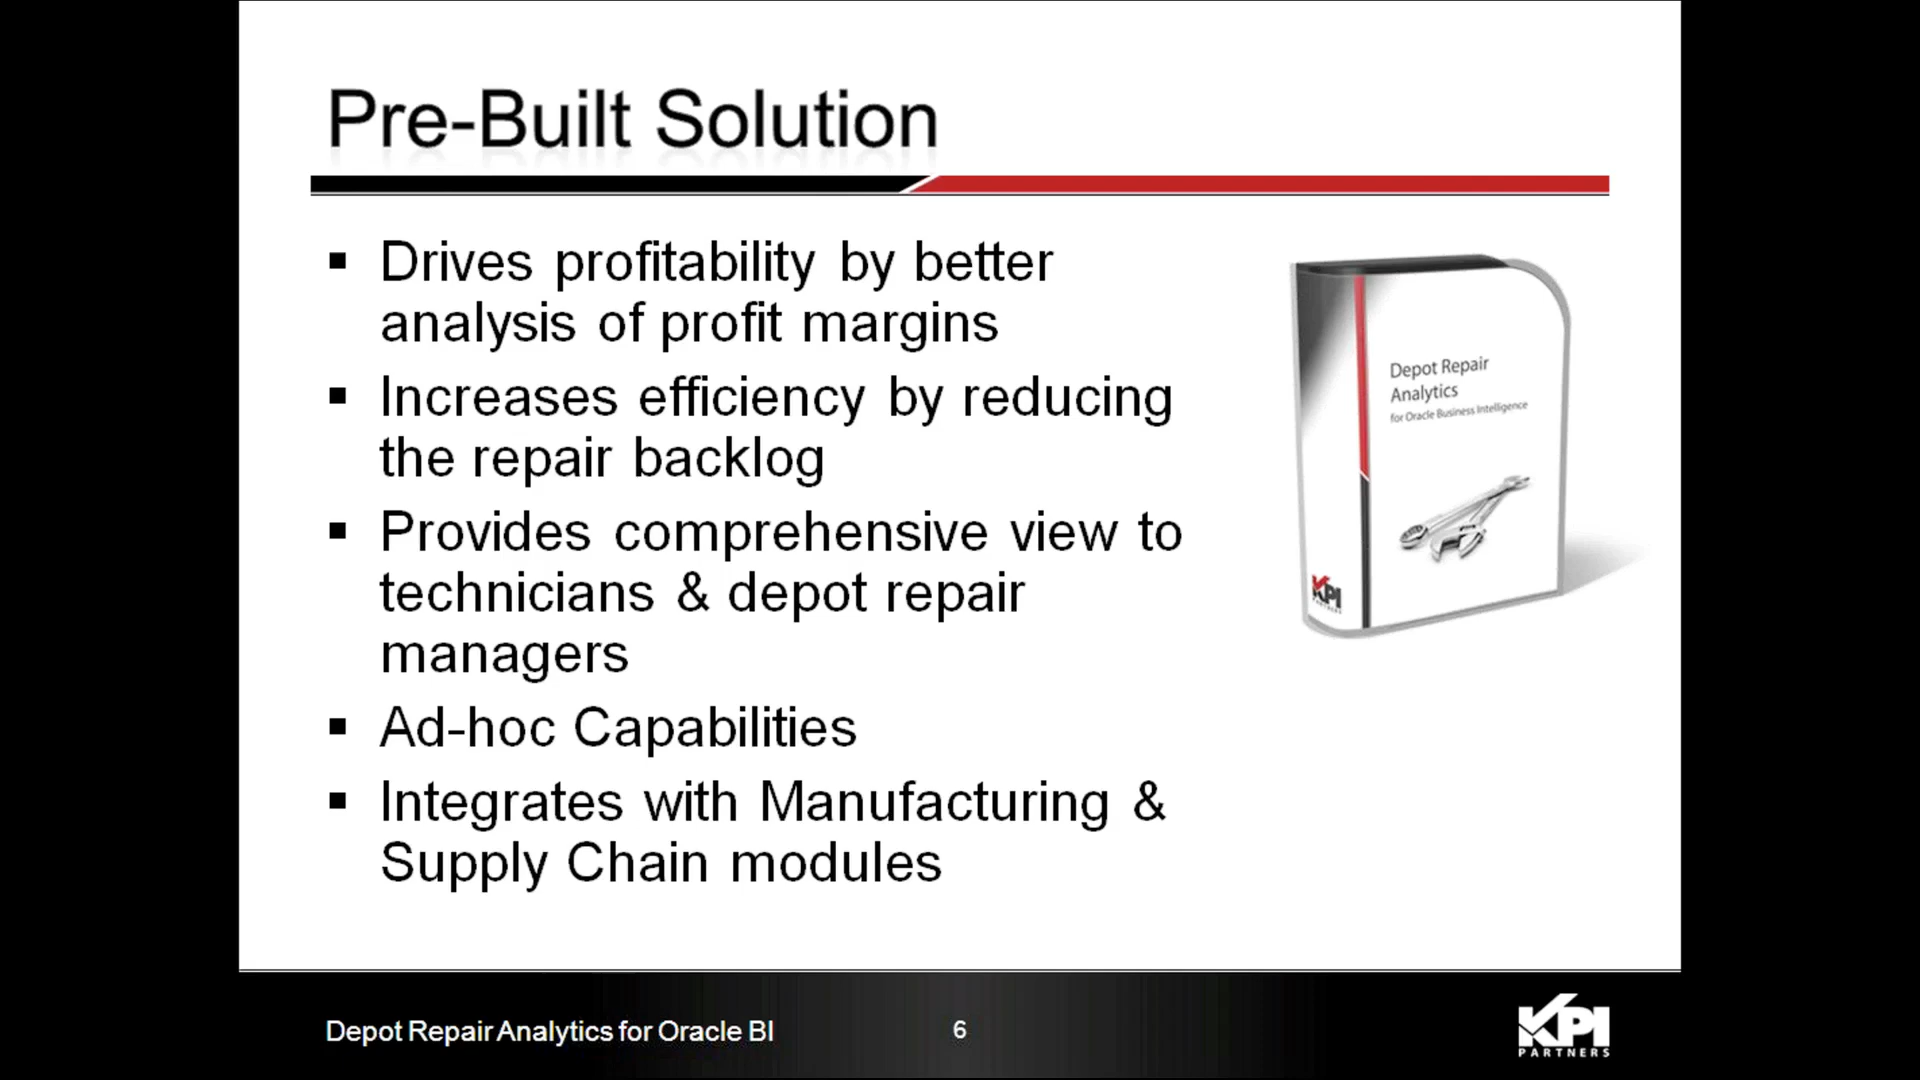 Pre-Built Solution
▪ Drives profitability by better
analysis of profit margins
▪ Increases efficiency by reducing
the repair backlog
▪ Provides comprehensive view to
technicians & depot repair
managers
▪ Ad-hoc Capabilities
▪ Integrates with Manufacturing &
Supply Chain modules
Depot Repair
Analytics
for Oracle Business Intelligence
KPI
PARTNERS
Depot Repair Analytics for Oracle BI
6
KPI
PARTNERS